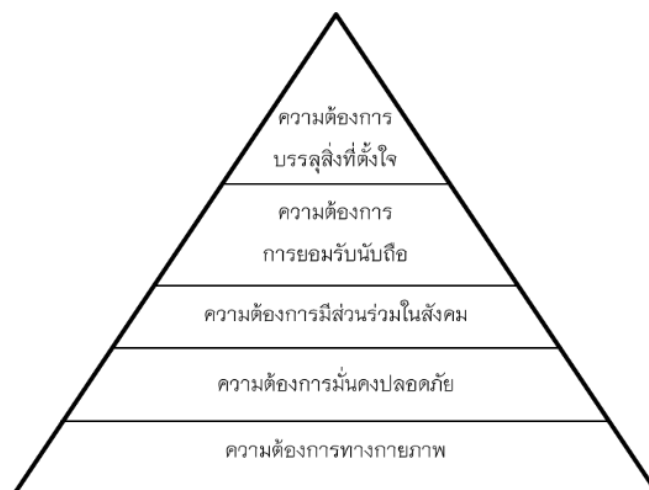 ความต้องการ
บรรลุสิ่งที่ตั้งใจ
ความต้องการ
การยอมรับนับถือ
ความต้องการมีส่วนร่วมในสังคม
ความต้องการมั่นคงปลอดภัย
ความต้องการทางกายภาพ